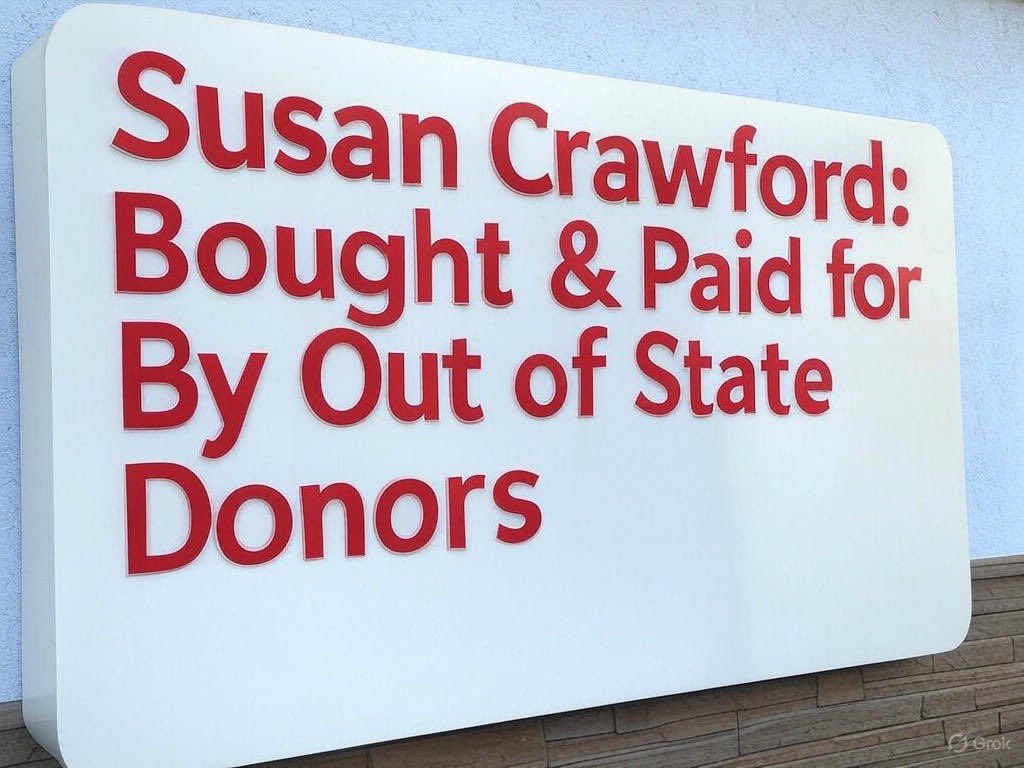 Susan Crawford:
Bought & Paid for
By Out of State
Donors
Grok